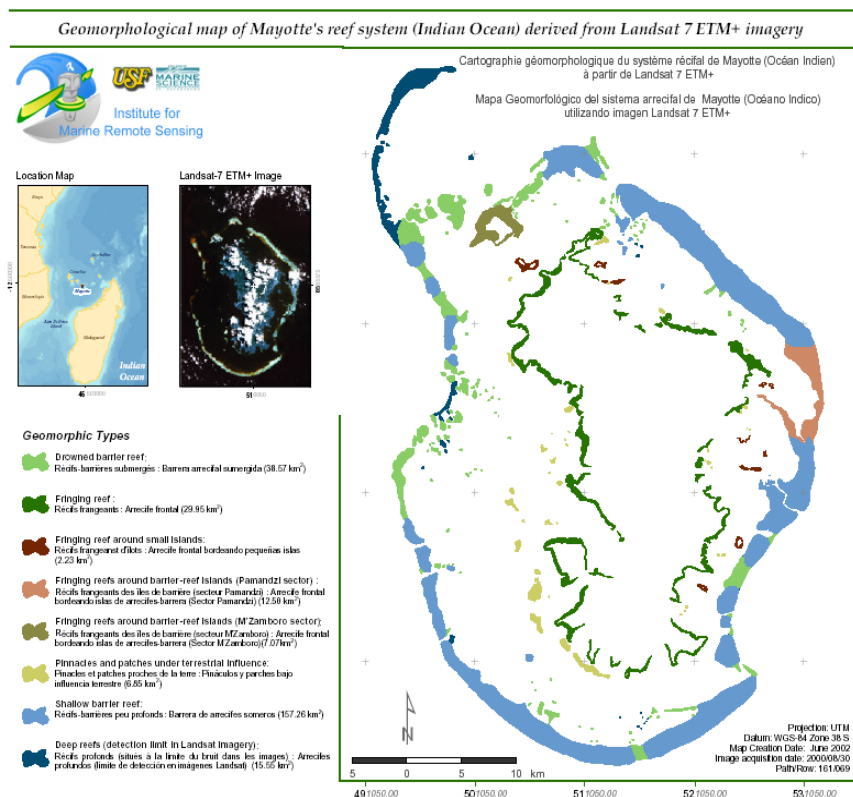 Geomorphological map of Mayotte's reef system (Indian Ocean) derived from Landsat 7 ETM+ imagery
USF
MARINE
SCIENCE
Institute for
Marine Remote Sensing
Cartographie géomorphologique du système récifal de Mayotte (Océan Indien)
à partir de Landsat 7 ETM+
Mapa Geomorfológico del sistema arrecifal de Mayotte (Océano Indico)
utilizando imagen Landsat 7 ETM+
Location Map
Landsat-7 ETM+ Image
Mayotte
Madagascar
Indian
Ocean
Geomorphic Types
Drowned barrier reef;
Récifs-barrières submergés : Barrera arrecifal sumergida (38.57 km²)
Fringing reef :
Récifs frangeants : Arrecife frontal (29.95 km²)
Fringing reef around small islands:
Récifs frangeanst d'îlots : Arrecife frontal bordeando pequeñas islas
(2.23 km²)
Fringing reefs around barrier-reef Islands (Pamandzi sector) :
Récifs frangeants des îles de barrière (secteur Pamandzi) : Arrecife frontal
bordeando islas de arrecifes-barrera (Sector Pamandzi) (12.50 km²)
Fringing reefs around barrier-reef Islands (M'Zamboro sector);
Récifs frangeants des îles de barrière (secteur M'Zamboro) : Arrecife frontal
bordeando islas de arrecifes-barrera (Sector M'Zamboro)(7.07km²)
Pinnacles and patches under terrestrial Influence:
Pinacles et patches proches de la terre : Pináculos y parches bajo
influencia terrestre (6.85 km²)
Shallow barrier reef:
Récifs-barrières peu profonds : Barrera de arrecifes someros (157.26 km²)
Deep reefs (detection limit in Landsat Imagery);
Récifs profonds (situés à la limite du bruit dans les images) : Arrecifes
profundos (limite de detección en imágenes Landsat) (15.55 km²)
N
5 0 5 10 km
Projection: UTM
Datum: WGS-84 Zone 38 S
Map Creation Date: June 2002
Image acquisition date: 2000/08/30
Path/Row: 161/069
491050.00 501050.00 511050.00 521050.00 531050.00